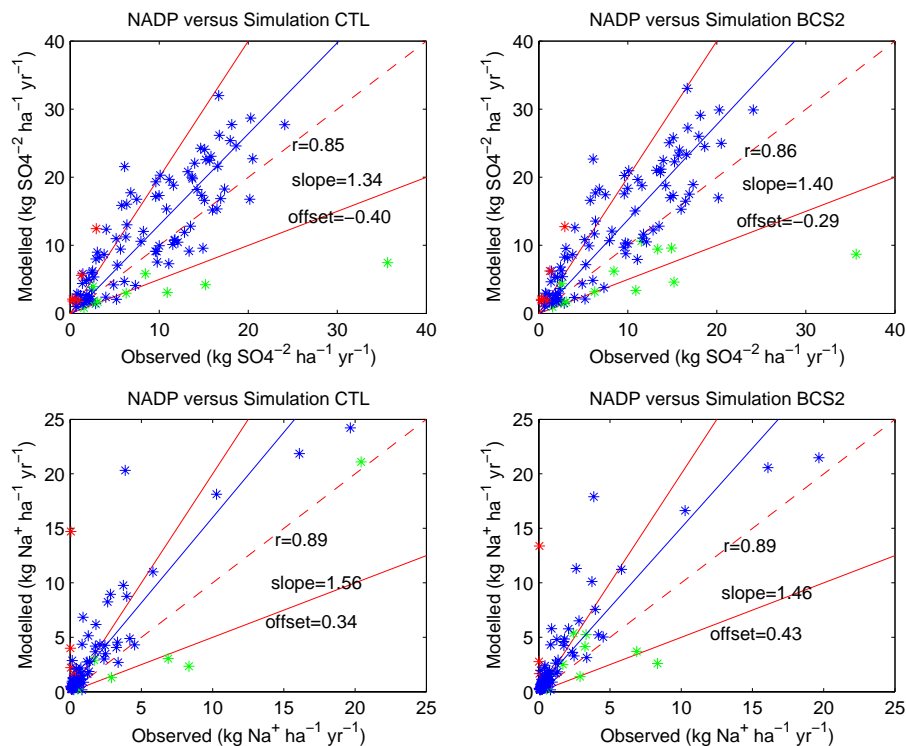 NADP versus Simulation CTL
40
30
20
10
0
0 10 20 30 40
Modelled (kg SO4⁻² ha⁻¹ yr⁻¹)
Observed (kg SO4⁻² ha⁻¹ yr⁻¹)
r=0.85
slope=1.34
offset=−0.40
NADP versus Simulation BCS2
40
30
20
10
0
0 10 20 30 40
Modelled (kg SO4⁻² ha⁻¹ yr⁻¹)
Observed (kg SO4⁻² ha⁻¹ yr⁻¹)
r=0.86
slope=1.40
offset=−0.29
NADP versus Simulation CTL
25
20
15
10
5
0
0 5 10 15 20 25
Modelled (kg Na⁺ ha⁻¹ yr⁻¹)
Observed (kg Na⁺ ha⁻¹ yr⁻¹)
r=0.89
slope=1.56
offset=0.34
NADP versus Simulation BCS2
25
20
15
10
5
0
0 5 10 15 20 25
Modelled (kg Na⁺ ha⁻¹ yr⁻¹)
Observed (kg Na⁺ ha⁻¹ yr⁻¹)
r=0.89
slope=1.46
offset=0.43